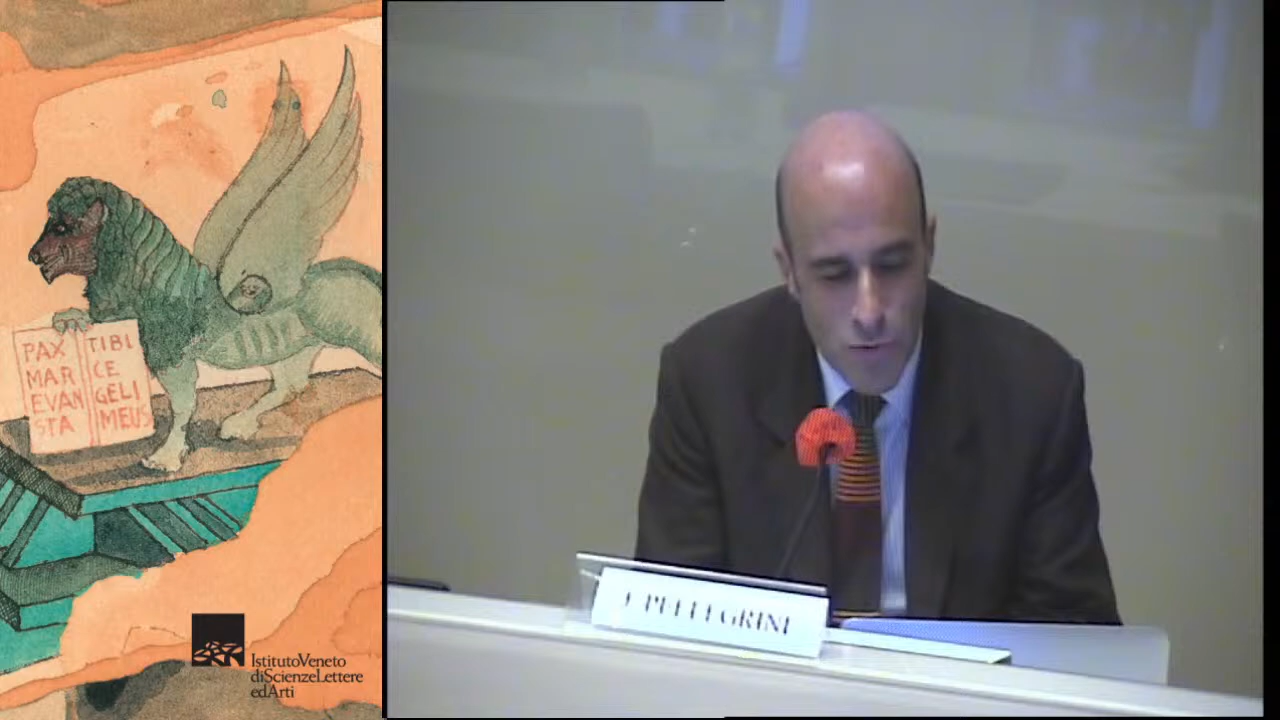 PAX TIBI
MAR CE
EVAN GELI
STA MEUS
IstitutoVeneto
diScienzeLettere
edArti
PELLEGRINI